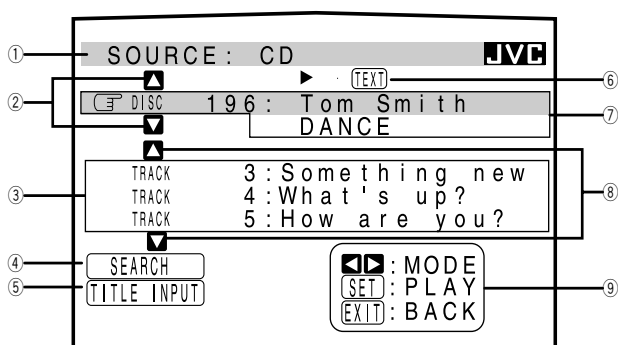 ① SOURCE: CD JVC
② ▲ ▶ · TEXT ⑥
☞ DISC 196: Tom Smith ⑦
▼ DANCE
▲
③ TRACK 3:Something new ⑧
TRACK 4:What's up?
TRACK 5:How are you?
▼
④ SEARCH ◀▶:MODE
⑤ TITLE INPUT SET:PLAY ⑨
EXIT:BACK